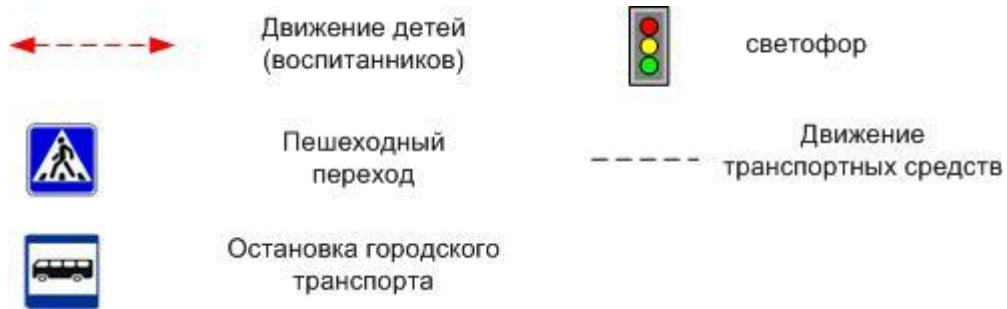 Движение детей
(воспитанников)
светофор
Пешеходный
переход
Движение
транспортных средств
Остановка городского
транспорта